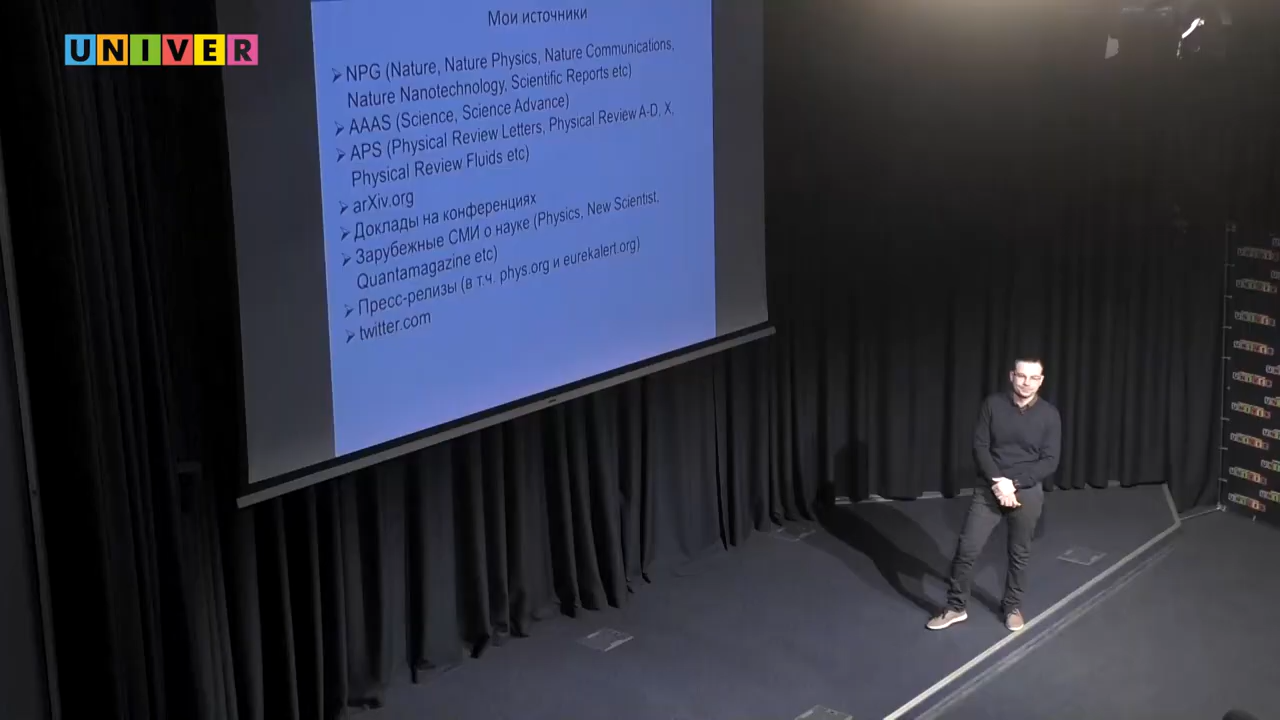 UNIVER
Мои источники
➢ NPG (Nature, Nature Physics, Nature Communications,
Nature Nanotechnology, Scientific Reports etc)
➢ AAAS (Science, Science Advance)
➢ APS (Physical Review Letters, Physical Review A-D, X,
Physical Review Fluids etc)
➢ arXiv.org
➢ Доклады на конференциях
➢ Зарубежные СМИ о науке (Physics, New Scientist,
Quantamagazine etc)
➢ Пресс-релизы (в т.ч. phys.org и eurekalert.org)
➢ twitter.com